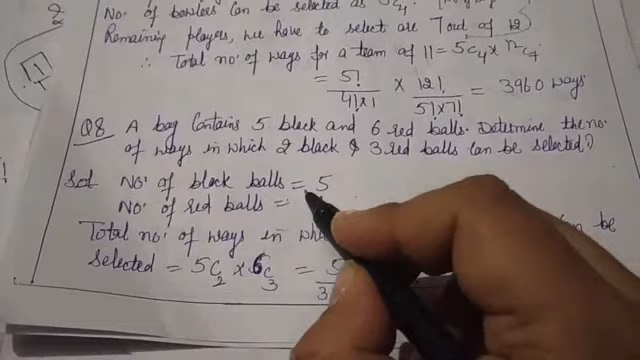 No. of bowlers can be selected as 5C4.
Remaining players, we have to select are 7 out of 12
∴ Total no. of ways for a team of 11 = 5C4 × 12C7
= 5! / 4! × 1 × 12! / 5! × 7! = 3960 ways
Q8 A bag contains 5 black and 6 red balls. Determine the no.
of ways in which 2 black & 3 red balls can be selected?
Sol No. of black balls = 5
No. of red balls =
Total no. of ways in whi be
selected = 5C2 × 6C3 = 5 / 3